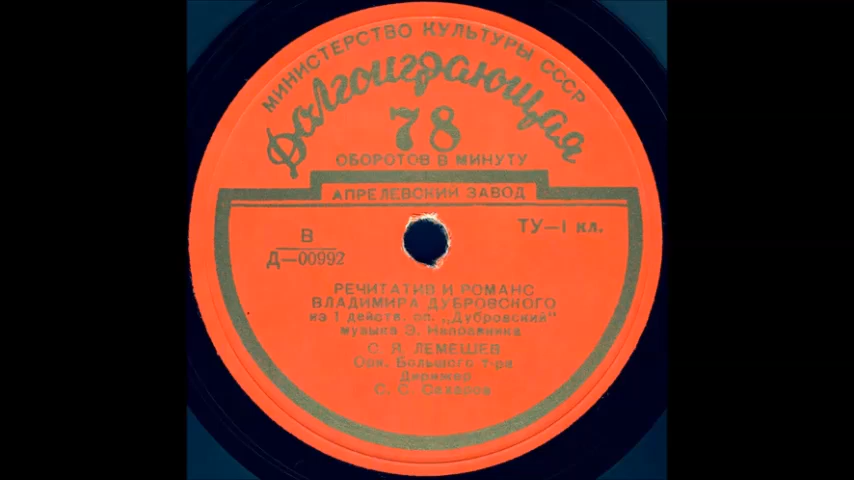 МИНИСТЕРСТВО КУЛЬТУРЫ СССР
Долгоиграющая
78
ОБОРОТОВ В МИНУТУ
АПРЕЛЕВСКИЙ ЗАВОД
ТУ—1 кл.
В
Д—00992
РЕЧИТАТИВ И РОМАНС
ВЛАДИМИРА ДУБРОВСКОГО
из 1 действ. оп. „Дубровский"
музыка Э. Направника
С. Я. ЛЕМЕШЕВ
Орк. Большого т-ра
Дирижер
С. С. Сахаров